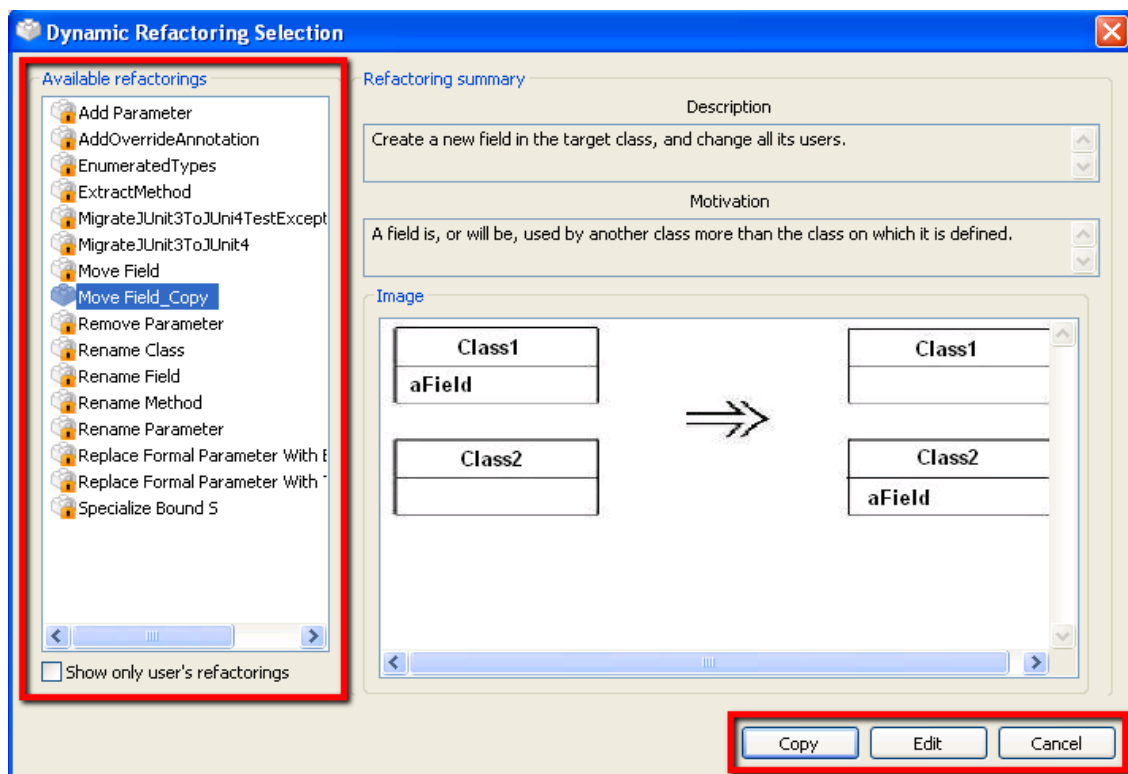 Dynamic Refactoring Selection
Available refactorings
Add Parameter
AddOverrideAnnotation
EnumeratedTypes
ExtractMethod
MigrateJUnit3ToJUni4TestExcept
MigrateJUnit3ToJUnit4
Move Field
Move Field_Copy
Remove Parameter
Rename Class
Rename Field
Rename Method
Rename Parameter
Replace Formal Parameter With
Replace Formal Parameter With
Specialize Bound S
Show only user's refactorings
Refactoring summary
Description
Create a new field in the target class, and change all its users.
Motivation
A field is, or will be, used by another class more than the class on which it is defined.
Image
Class1
aField
Class2
Class1
Class2
aField
Copy
Edit
Cancel